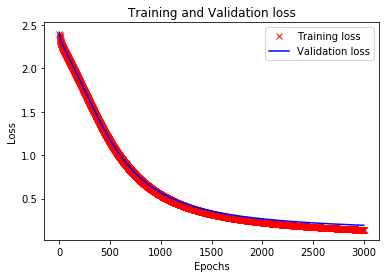 Training and Validation loss
Training loss
Validation loss
2.5
2.0
1.5
1.0
0.5
Loss
0 500 1000 1500 2000 2500 3000
Epochs